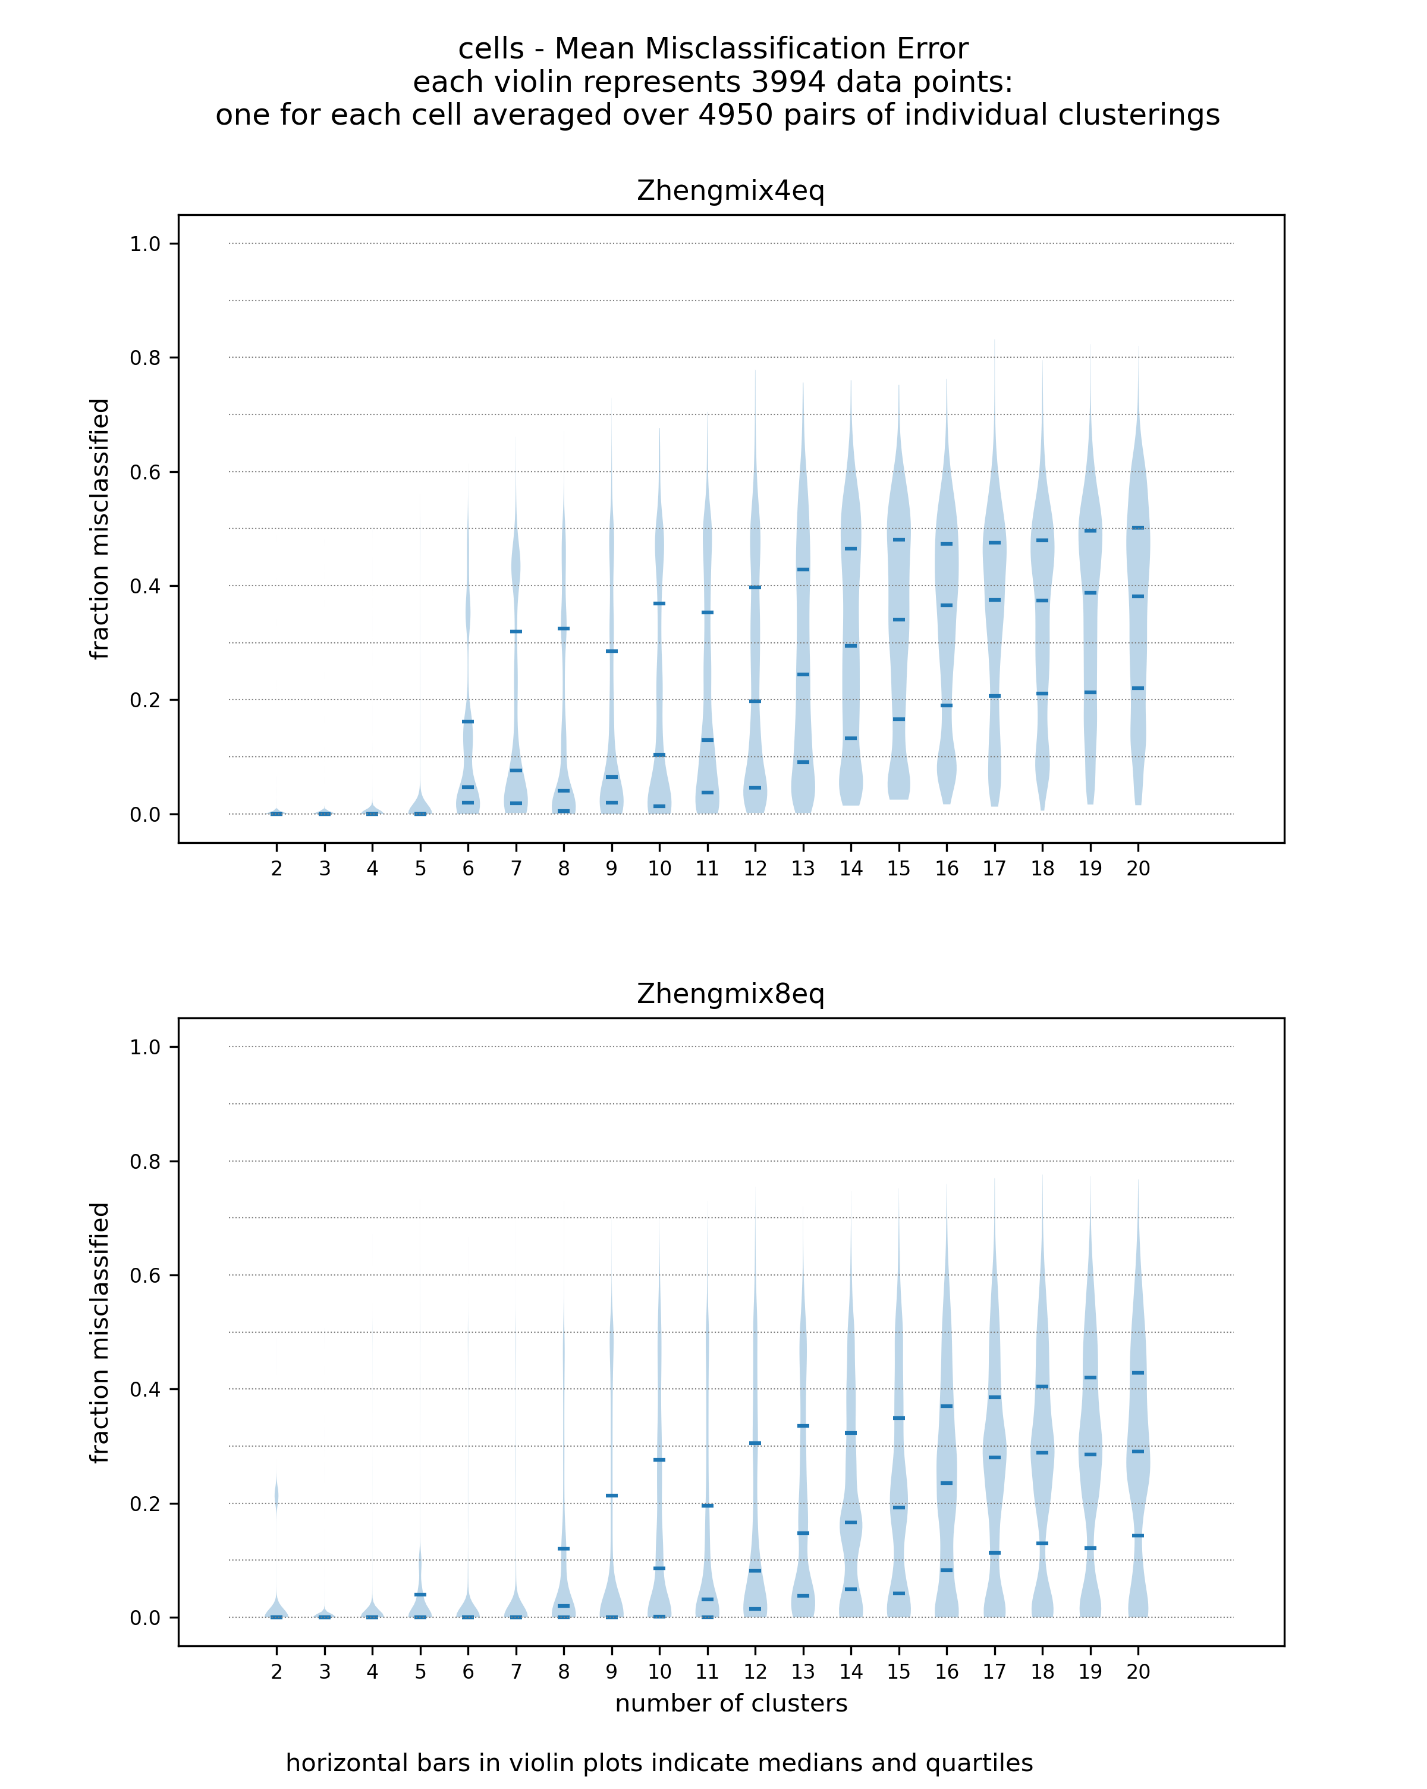 cells - Mean Misclassification Error
each violin represents 3994 data points:
one for each cell averaged over 4950 pairs of individual clusterings
Zhengmix4eq
1.0
0.8
0.6
0.4
0.2
0.0
fraction misclassified
2 3 4 5 6 7 8 9 10 11 12 13 14 15 16 17 18 19 20
Zhengmix8eq
1.0
0.8
0.6
0.4
0.2
0.0
fraction misclassified
2 3 4 5 6 7 8 9 10 11 12 13 14 15 16 17 18 19 20
number of clusters
horizontal bars in violin plots indicate medians and quartiles